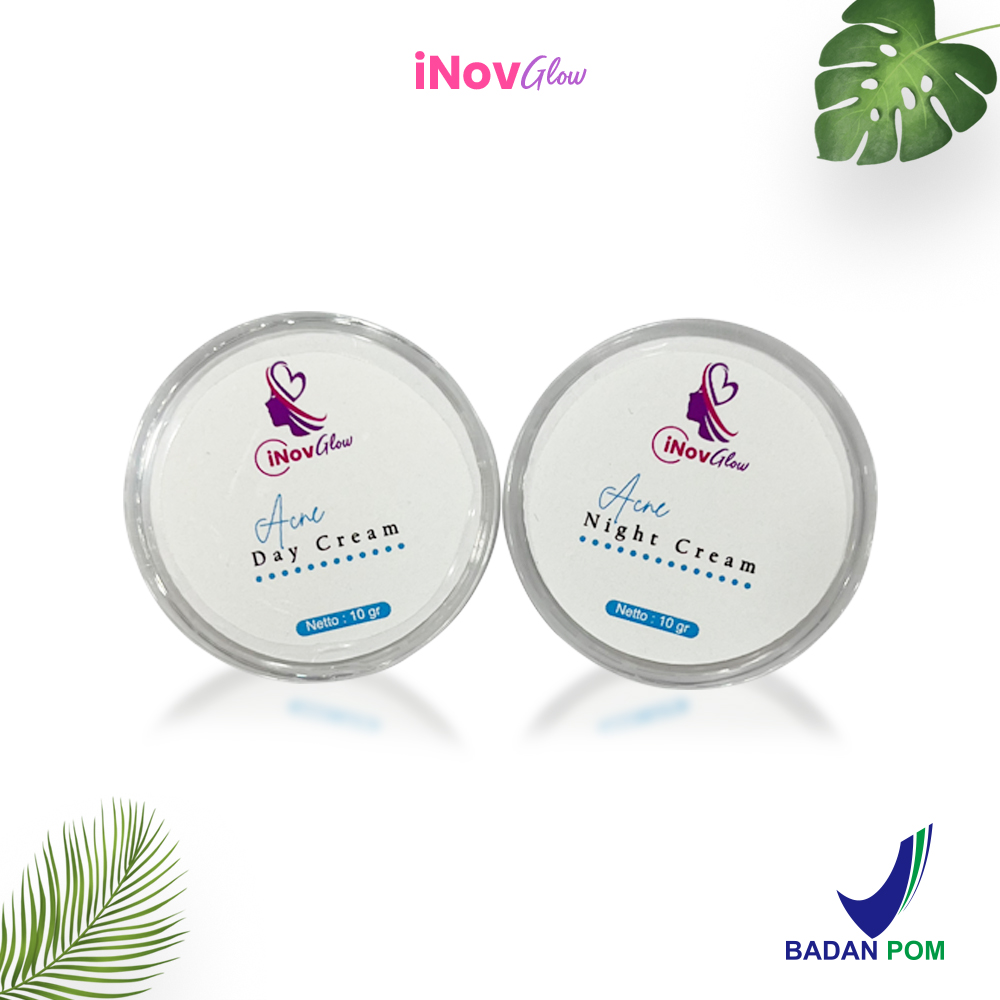 iNovGlow
iNovGlow
Acne
Day Cream
Netto : 10 gr
iNovGlow
Acne
Night Cream
Netto : 10 gr
BADAN POM